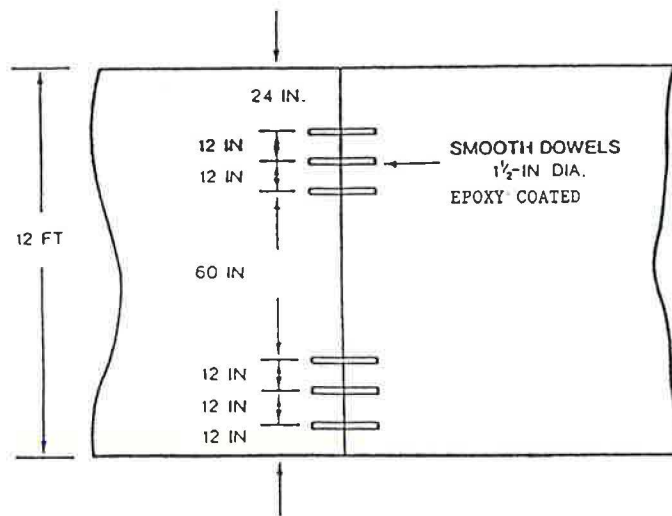 24 IN.
12 IN
12 IN
SMOOTH DOWELS
1½-IN DIA.
EPOXY COATED
12 FT
60 IN
12 IN
12 IN
12 IN